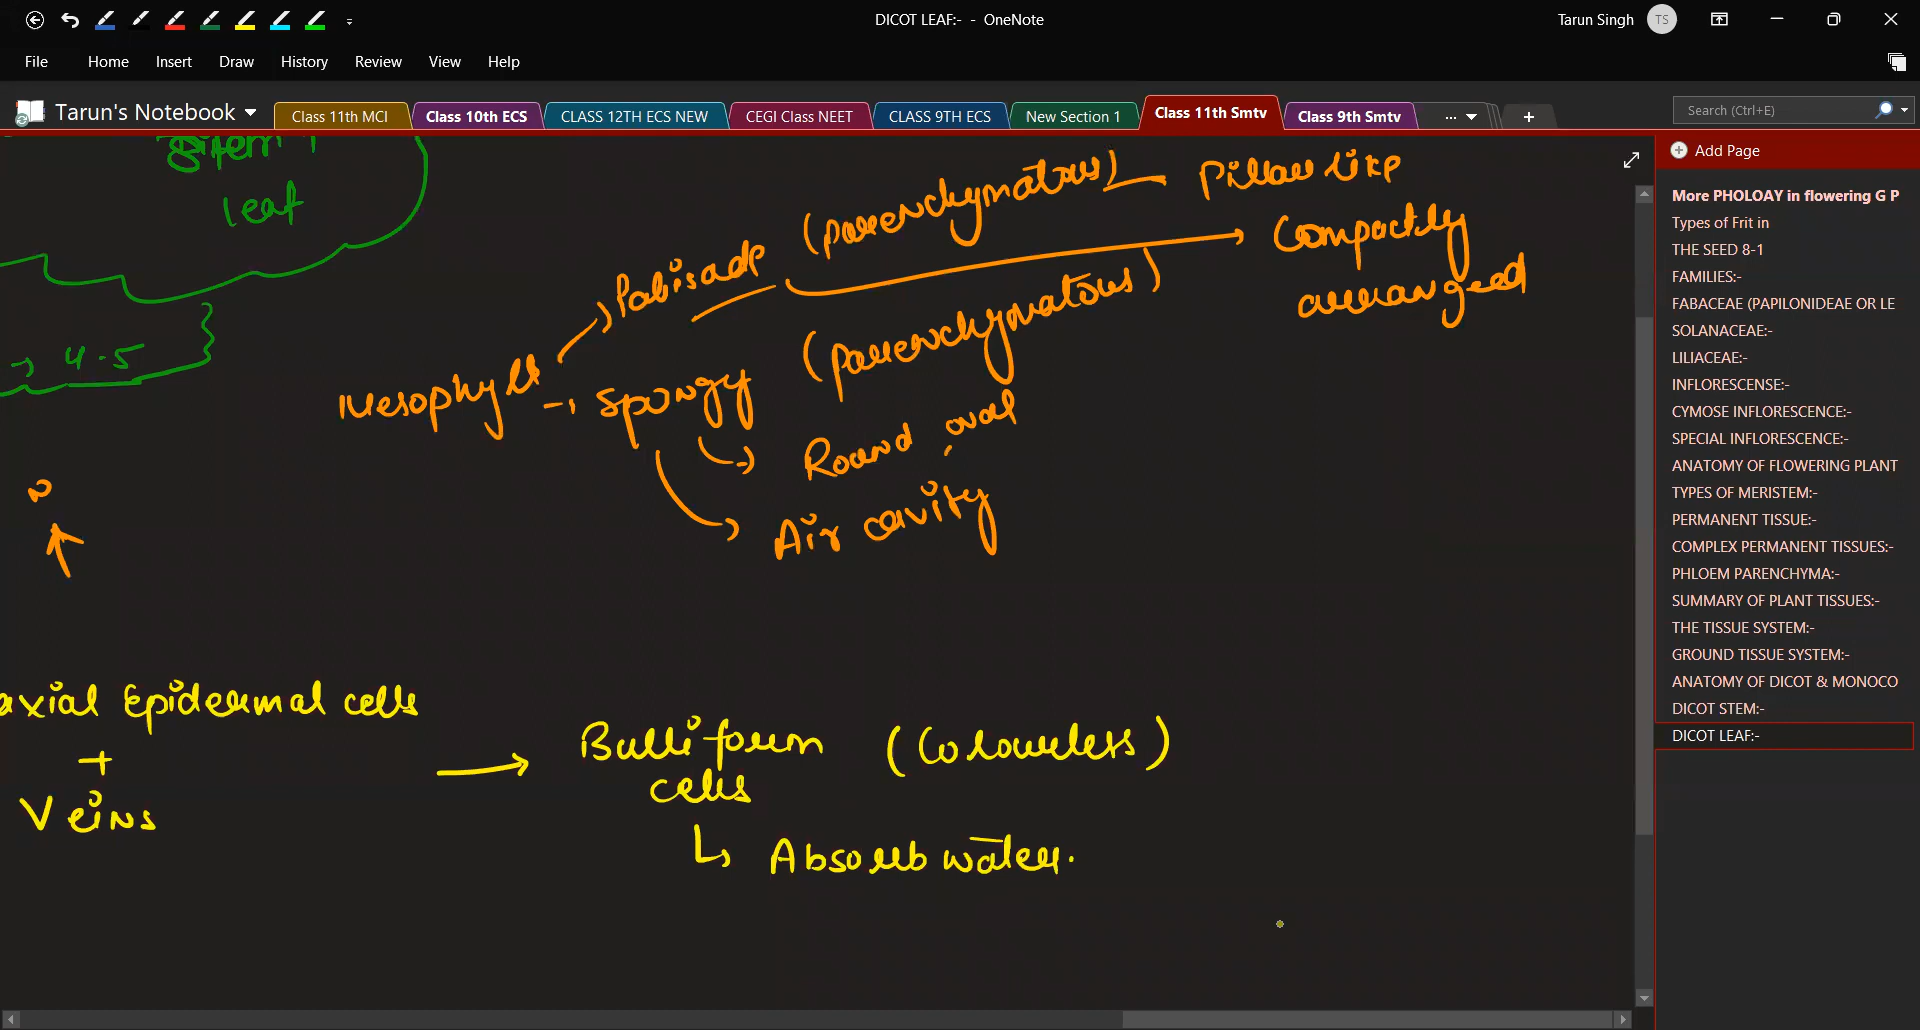 DICOT LEAF:- - OneNote
Tarun Singh
TS
File Home Insert Draw History Review View Help
Tarun's Notebook
Class 11th MCI
Class 10th ECS
CLASS 12TH ECS NEW
CEGI Class NEET
CLASS 9TH ECS
New Section 1
Class 11th Smtv
Class 9th Smtv
...
+
Search (Ctrl+E)
Add Page
More PHOLOAY in flowering G P
Types of Frit in
THE SEED 8-1
FAMILIES:-
FABACEAE (PAPILONIDEAE OR LE
SOLANACEAE:-
LILIACEAE:-
INFLORESCENSE:-
CYMOSE INFLORESCENCE:-
SPECIAL INFLORESCENCE:-
ANATOMY OF FLOWERING PLANT
TYPES OF MERISTEM:-
PERMANENT TISSUE:-
COMPLEX PERMANENT TISSUES:-
PHLOEM PARENCHYMA:-
SUMMARY OF PLANT TISSUES:-
THE TISSUE SYSTEM:-
GROUND TISSUE SYSTEM:-
ANATOMY OF DICOT & MONOCO
DICOT STEM:-
DICOT LEAF:-
leaf
→ 4-5
Mesophyll
→ Palisade (parenchymatous) — Pillar like
→ Compactly
arranged
→ Spongy (parenchymatous)
→ Round, oval
→ Air cavity
axial Epidermal cells
+
Veins
→ Bulliform (Colourless)
cells
↳ Absorb water.